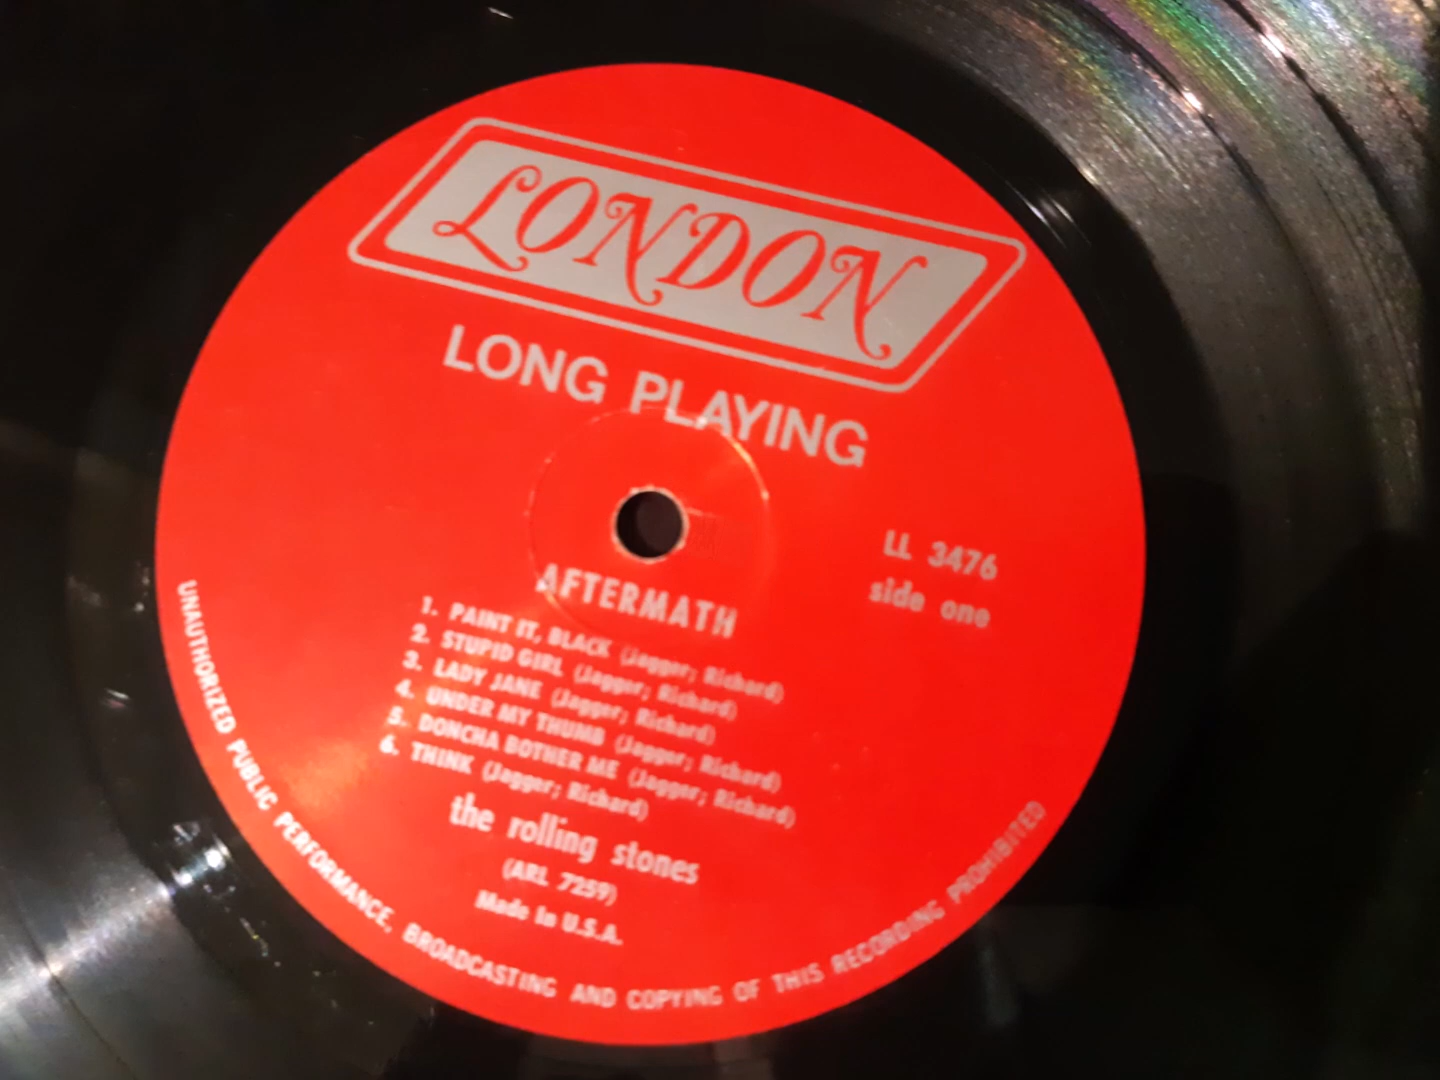 LONDON
LONG PLAYING
LL 3476
side one
AFTERMATH
1. PAINT IT, BLACK (Jagger; Richard)
2. STUPID GIRL (Jagger; Richard)
3. LADY JANE (Jagger; Richard)
4. UNDER MY THUMB (Jagger; Richard)
5. DONCHA BOTHER ME (Jagger; Richard)
6. THINK (Jagger; Richard)
the rolling stones
(ARL 7259)
Made In U.S.A.
UNAUTHORIZED PUBLIC PERFORMANCE, BROADCASTING AND COPYING OF THIS RECORDING PROHIBITED